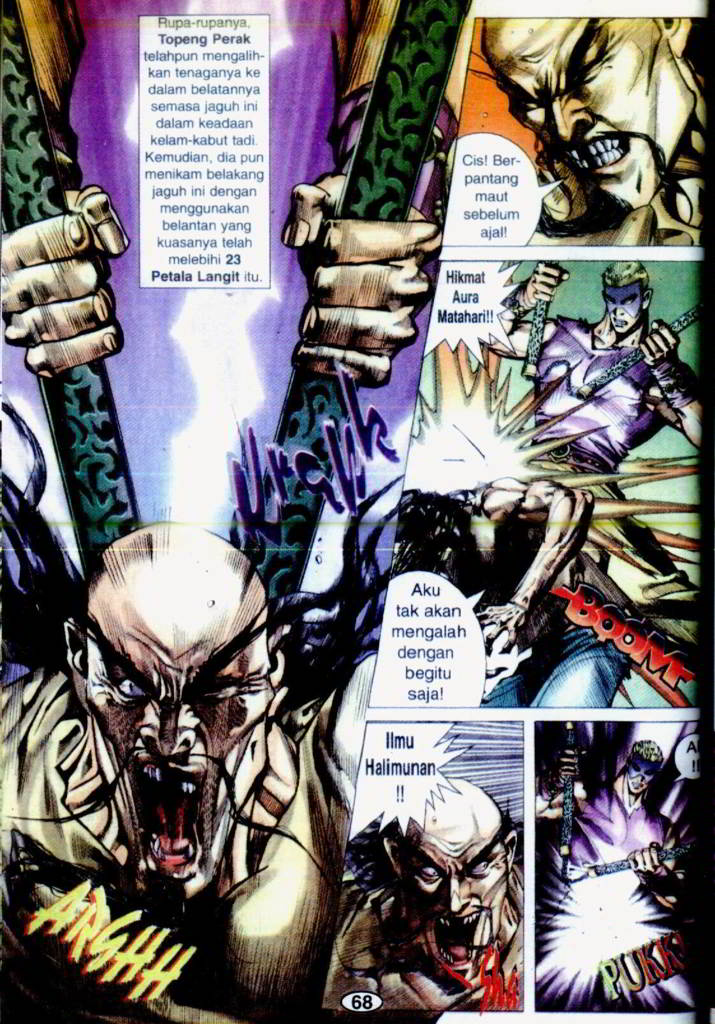 Rupa-rupanya,
Topeng Perak
telahpun mengalih-
kan tenaganya ke
dalam belatannya
semasa jaguh ini
dalam keadaan
kelam-kabut tadi.
Kemudian, dia pun
menikam belakang
jaguh ini dengan
menggunakan
belantan yang
kuasanya telah
melebihi 23
Petala Langit itu.
Cis! Ber-
pantang
maut
sebelum
ajal!
Hikmat
Aura
Matahari!!
Aku
tak akan
mengalah
dengan
begitu
saja!
BOOM
ARSHH
Ilmu
Halimunan
!!
Sha
!!
PUKK
68